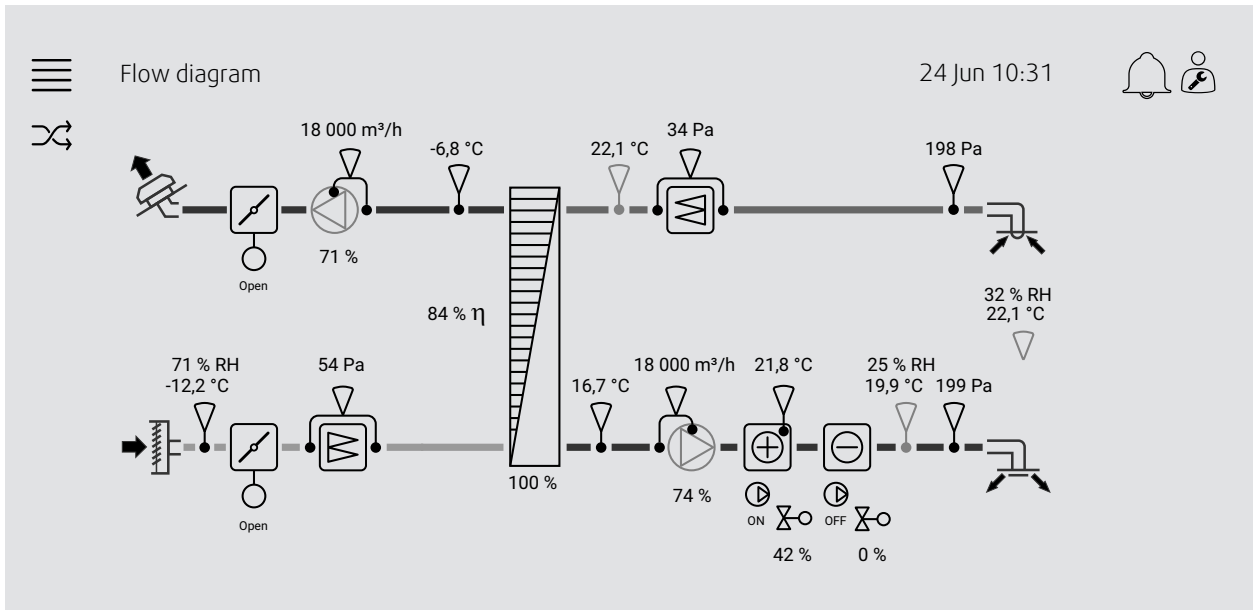 Flow diagram
24 Jun 10:31
18 000 m³/h
-6,8 °C
22,1 °C
34 Pa
198 Pa
71 %
Open
32 % RH
22,1 °C
84 % η
71 % RH
-12,2 °C
54 Pa
16,7 °C
18 000 m³/h
21,8 °C
25 % RH
19,9 °C
199 Pa
100 %
74 %
Open
ON
OFF
42 %
0 %